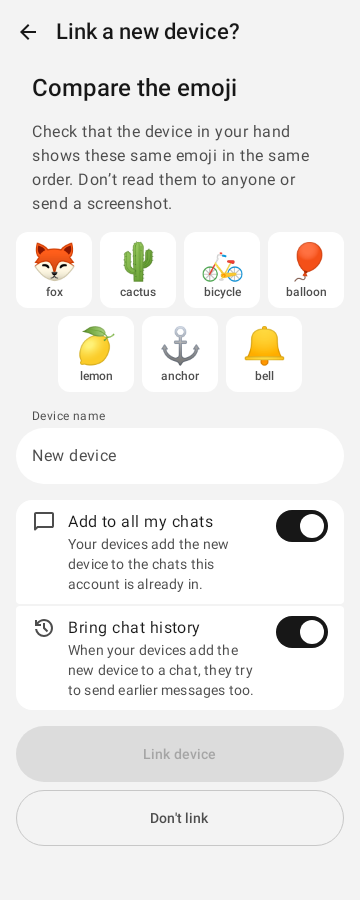 Link a new device?
Compare the emoji
Check that the device in your hand
shows these same emoji in the same
order. Don’t read them to anyone or
send a screenshot.
fox
cactus
bicycle
balloon
lemon
anchor
bell
Device name
New device
Add to all my chats
Your devices add the new
device to the chats this
account is already in.
Bring chat history
When your devices add the
new device to a chat, they try
to send earlier messages too.
Link device
Don't link